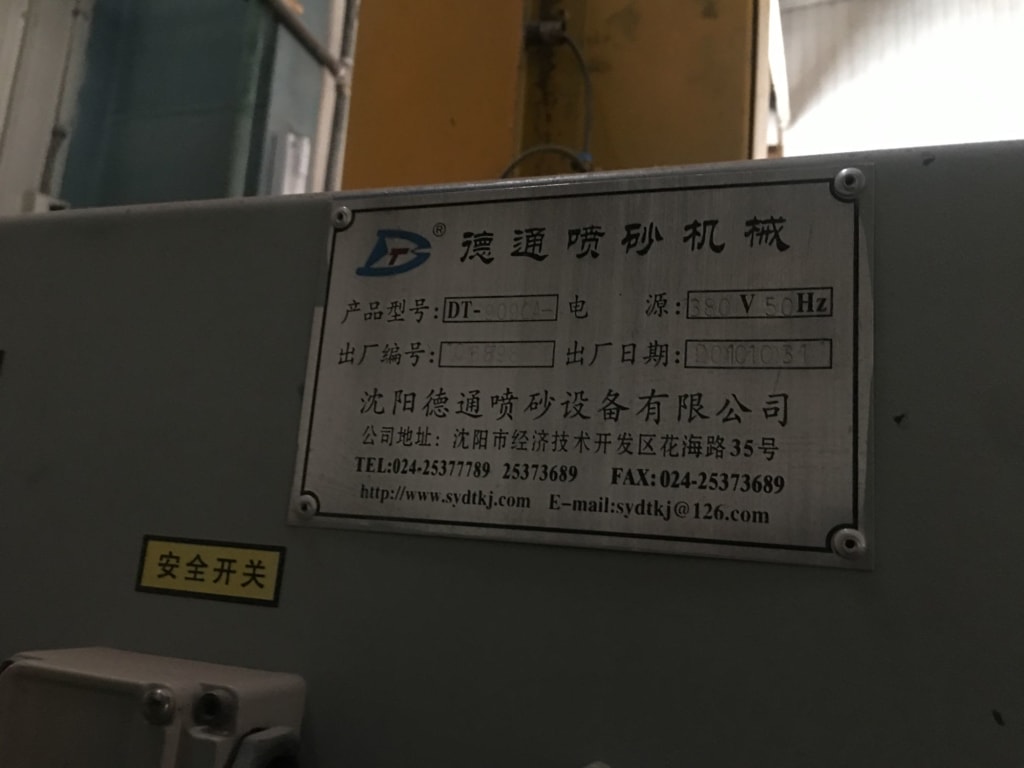 DT® 德通喷砂机械
产品型号: DT- 电 源: 380 V 50 Hz
出厂编号: 出厂日期:
沈阳德通喷砂设备有限公司
公司地址: 沈阳市经济技术开发区花海路35号
TEL:024-25377789 25373689 FAX:024-25373689
http://www.sydtkj.com E-mail:sydtkj@126.com
安全开关